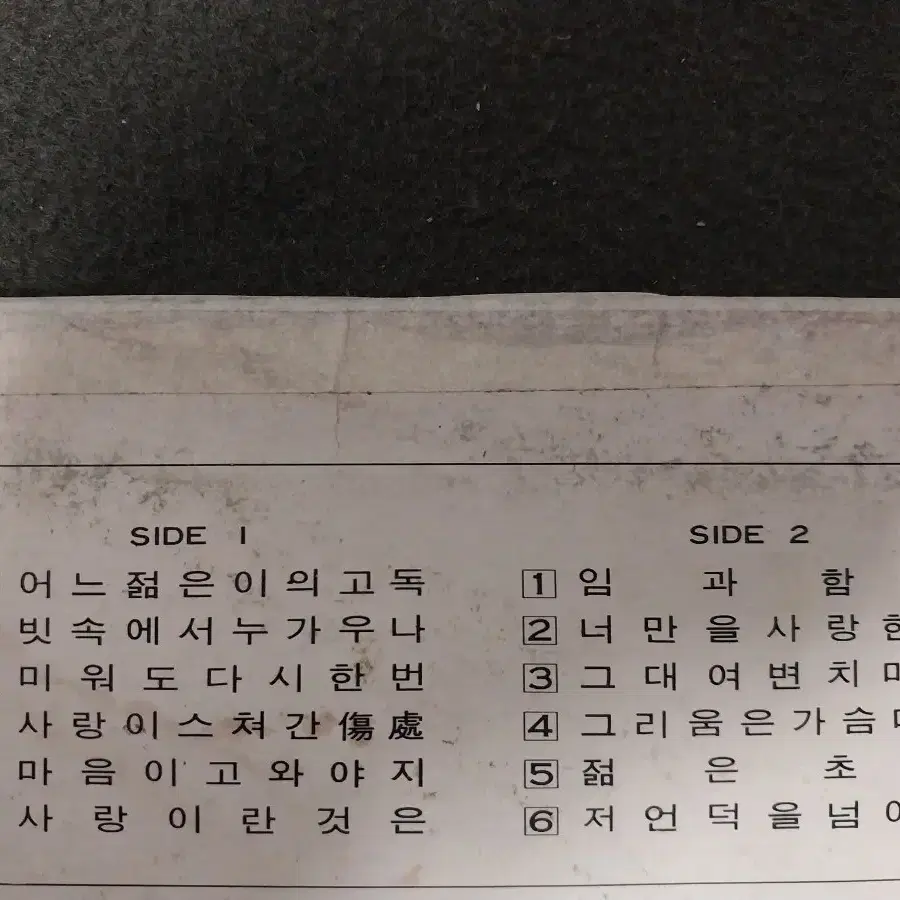 SIDE 1
어느젊은이의고독
빗속에서누가우나
미워도다시한번
사랑이스쳐간傷處
마음이고와야지
사랑이란것은
SIDE 2
1 임과함
2 너만을사랑
3 그대여변치
4 그리움은가슴
5 젊은초
6 저언덕을넘